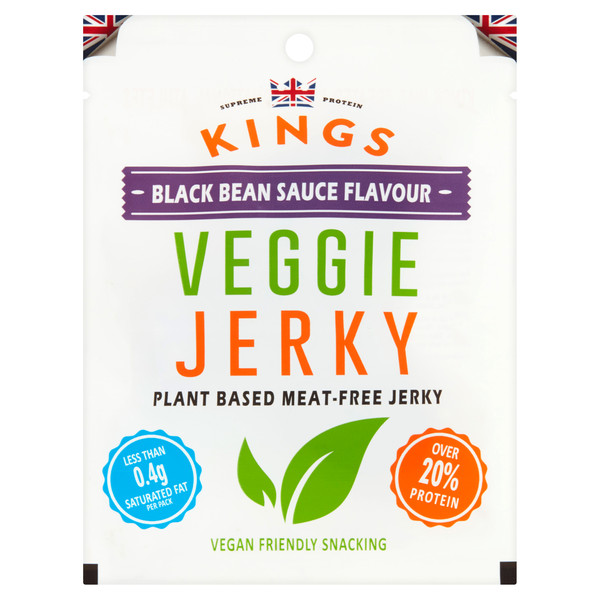 SUPREME PROTEIN
KINGS
- BLACK BEAN SAUCE FLAVOUR -
VEGGIE
JERKY
PLANT BASED MEAT-FREE JERKY
LESS THAN
0.4g
SATURATED FAT
PER PACK
OVER
20%
PROTEIN
VEGAN FRIENDLY SNACKING